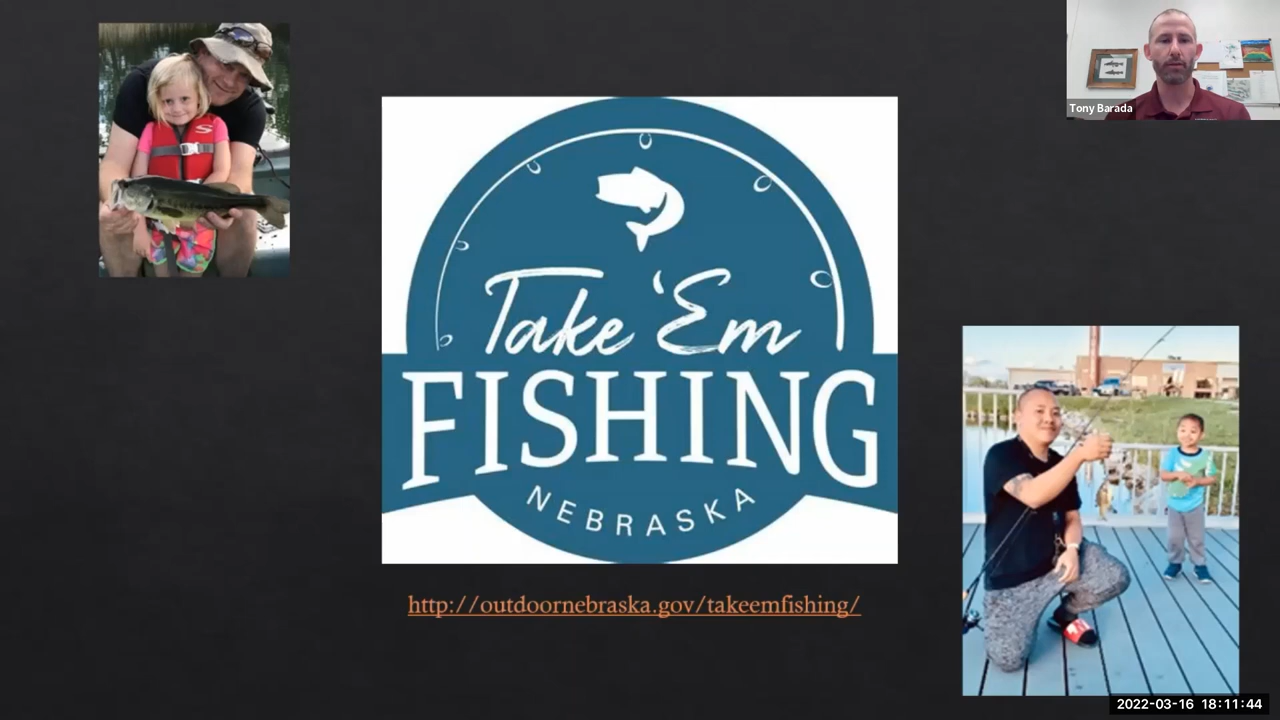 Tony Barada
Take 'Em
FISHING
NEBRASKA
http://outdoornebraska.gov/takeemfishing/
2022-03-16 18:11:44